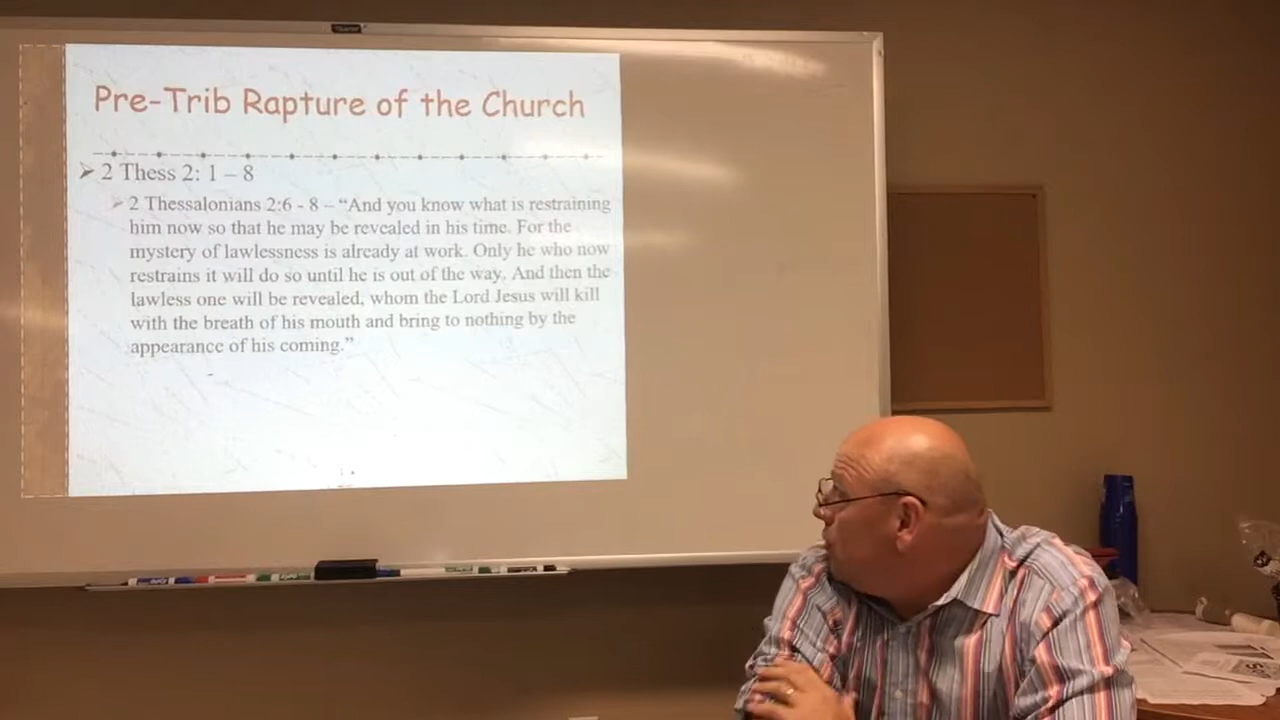 Pre-Trib Rapture of the Church
2 Thess 2: 1 – 8
2 Thessalonians 2:6 - 8 – “And you know what is restraining
him now so that he may be revealed in his time. For the
mystery of lawlessness is already at work. Only he who now
restrains it will do so until he is out of the way. And then the
lawless one will be revealed, whom the Lord Jesus will kill
with the breath of his mouth and bring to nothing by the
appearance of his coming.”